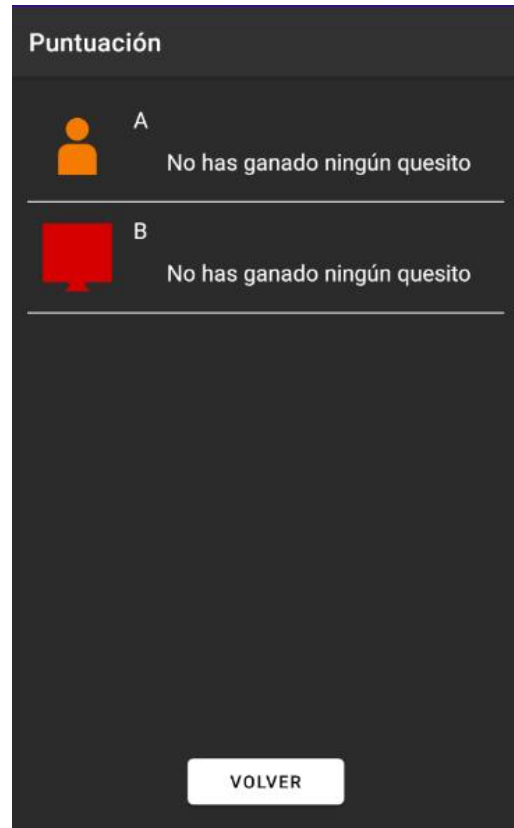 Puntuación
A
No has ganado ningún quesito
B
No has ganado ningún quesito
VOLVER